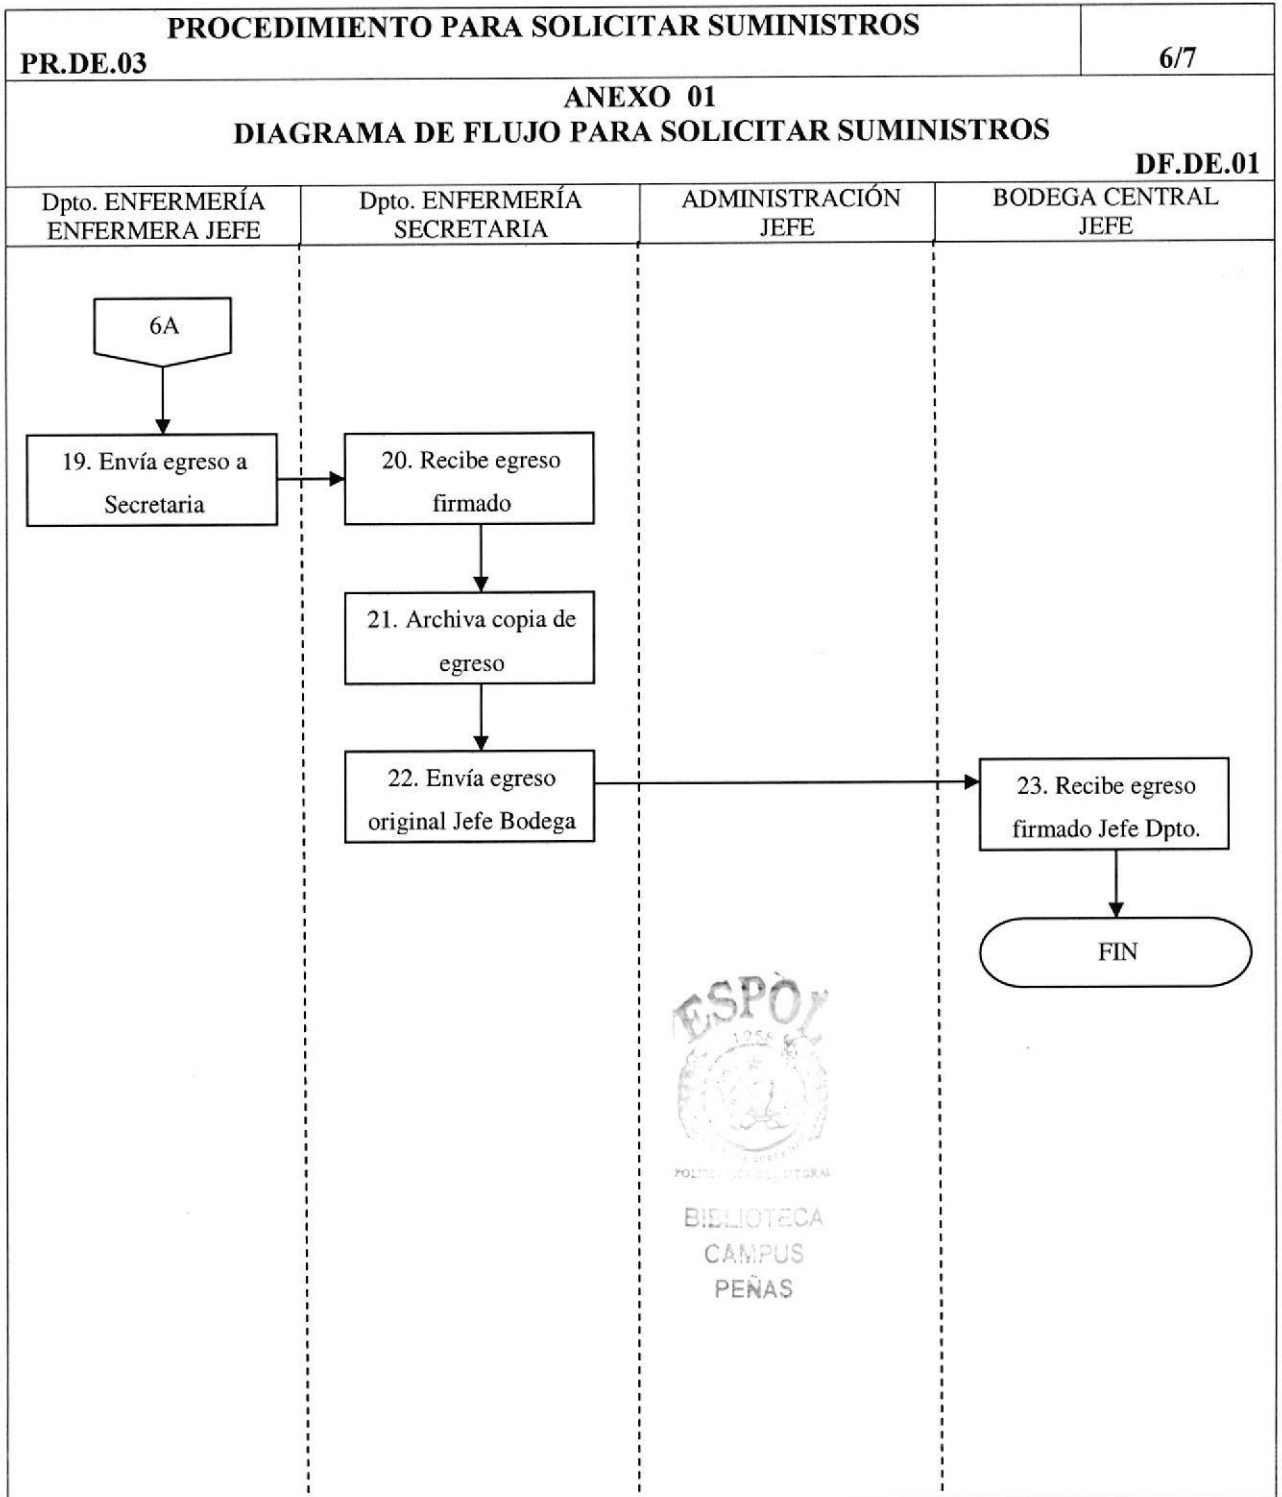 PROCEDIMIENTO PARA SOLICITAR SUMINISTROS
PR.DE.03
6/7
ANEXO 01
DIAGRAMA DE FLUJO PARA SOLICITAR SUMINISTROS
DF.DE.01
Dpto. ENFERMERÍA
ENFERMERA JEFE
Dpto. ENFERMERÍA
SECRETARIA
ADMINISTRACIÓN
JEFE
BODEGA CENTRAL
JEFE
6A
19. Envía egreso a
Secretaria
20. Recibe egreso
firmado
21. Archiva copia de
egreso
22. Envía egreso
original Jefe Bodega
23. Recibe egreso
firmado Jefe Dpto.
FIN
ESPOL
BIBLIOTECA
CAMPUS
PEÑAS